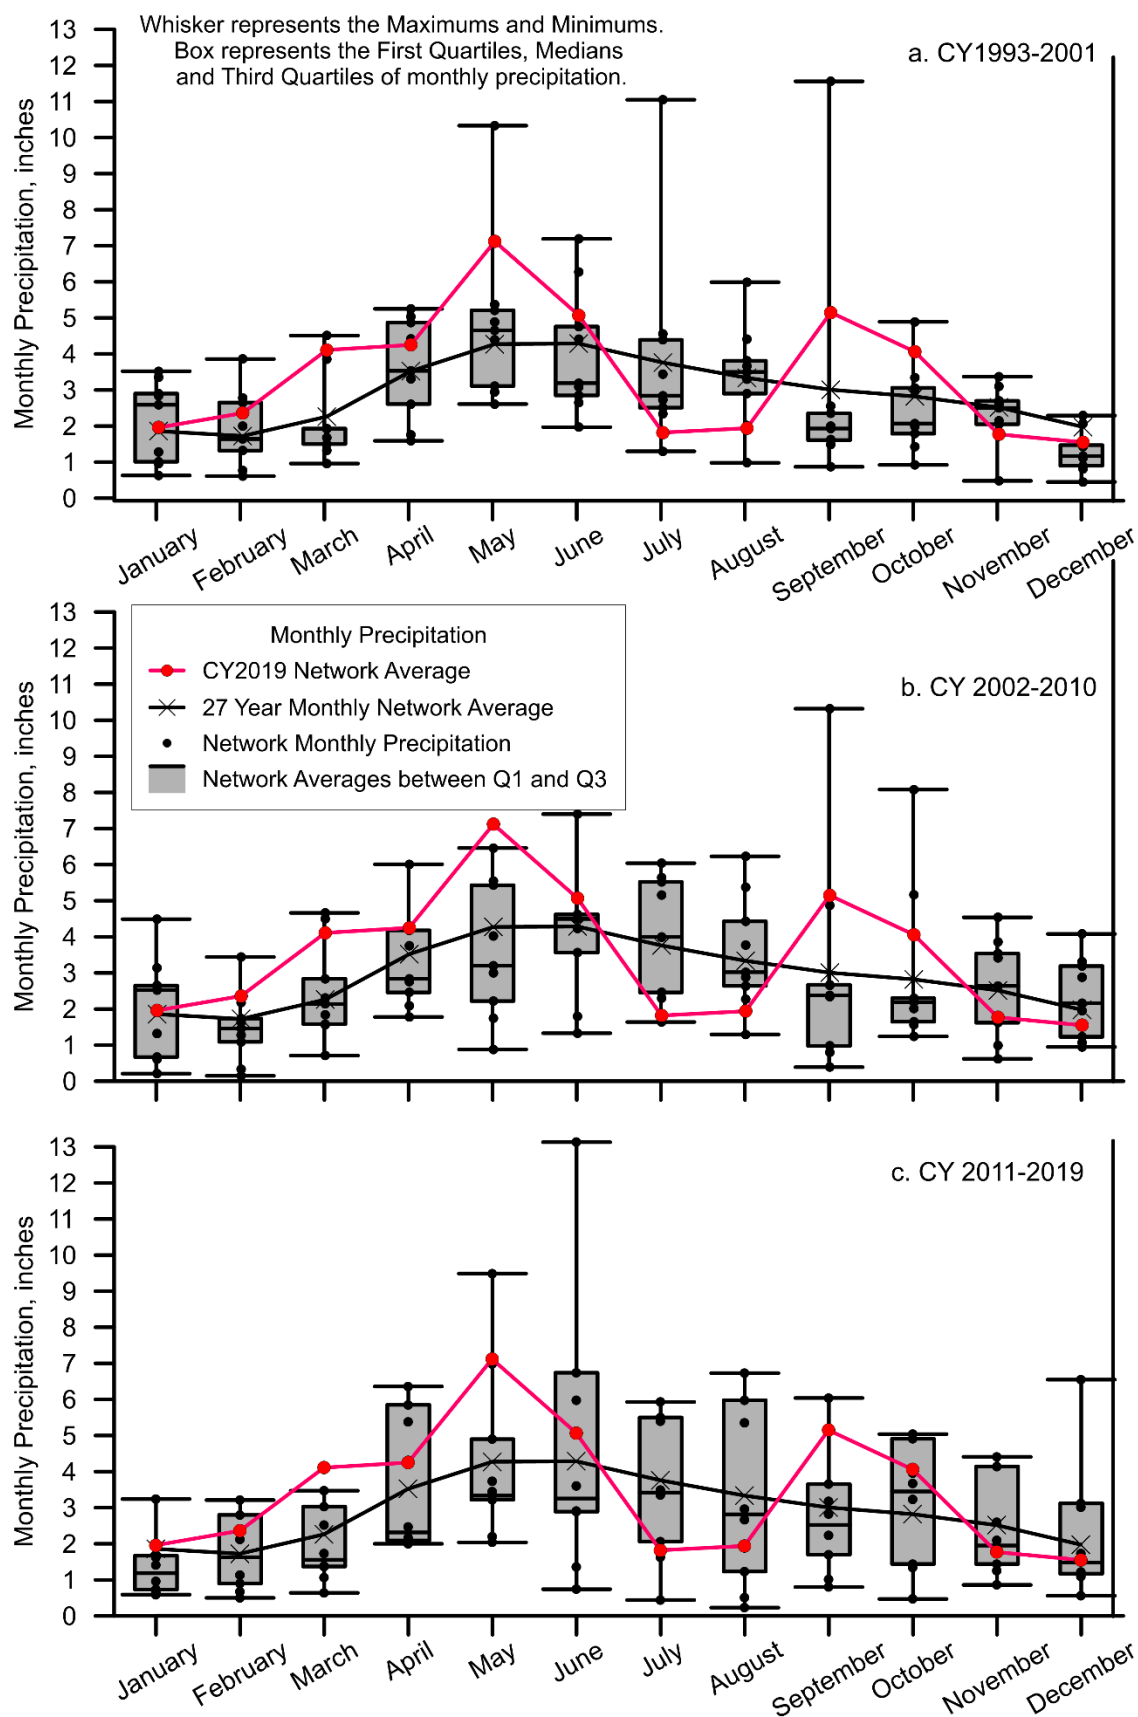 Whisker represents the Maximums and Minimums.
Box represents the First Quartiles, Medians
and Third Quartiles of monthly precipitation.
a. CY1993-2001
Monthly Precipitation, inches
13
12
11
10
9
8
7
6
5
4
3
2
1
0
January
February
March
April
May
June
July
August
September
October
November
December
b. CY 2002-2010
Monthly Precipitation, inches
13
12
11
10
9
8
7
6
5
4
3
2
1
0
Monthly Precipitation
CY2019 Network Average
27 Year Monthly Network Average
Network Monthly Precipitation
Network Averages between Q1 and Q3
c. CY 2011-2019
Monthly Precipitation, inches
13
12
11
10
9
8
7
6
5
4
3
2
1
0
January
February
March
April
May
June
July
August
September
October
November
December